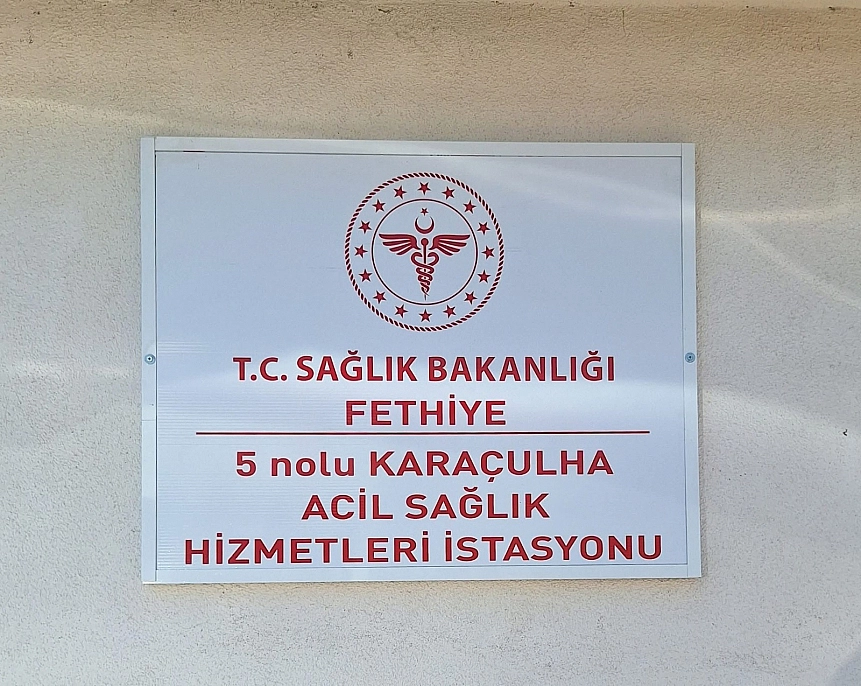 T.C. SAĞLIK BAKANLIĞI
FETHİYE
5 nolu KARAÇULHA
ACİL SAĞLIK
HİZMETLERİ İSTASYONU